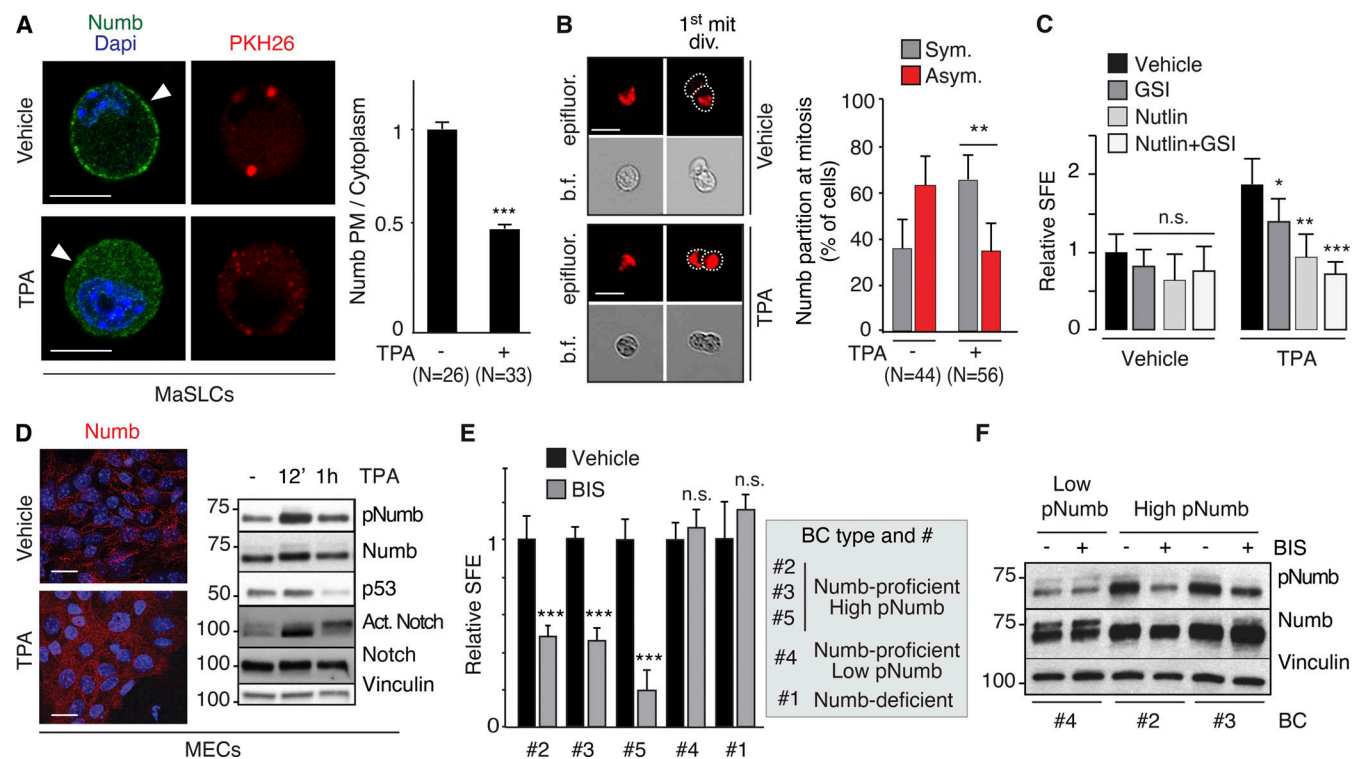 A
Numb
Dapi
PKH26
Vehicle
TPA
MaSLCs
Numb PM / Cytoplasm
1
0.5
0
***
TPA - +
(N=26) (N=33)
B
1st mit
div.
epifluor.
b.f.
Vehicle
epifluor.
b.f.
TPA
Sym.
Asym.
Numb partition at mitosis
(% of cells)
100
80
60
40
20
0
**
TPA - +
(N=44) (N=56)
C
Vehicle
GSI
Nutlin
Nutlin+GSI
Relative SFE
2
1
0
n.s.
*
**
***
Vehicle TPA
D
Numb
Vehicle
TPA
- 12' 1h TPA
75 pNumb
75 Numb
50 p53
100 Act. Notch
100 Notch
100 Vinculin
MECs
E
Vehicle
BIS
Relative SFE
1
0
***
***
***
n.s.
n.s.
#2 #3 #5 #4 #1
BC type and #
#2
#3 Numb-proficient
#5 High pNumb
#4 Numb-proficient
Low pNumb
#1 Numb-deficient
F
Low
pNumb
High pNumb
- + - + - + BIS
75 pNumb
75 Numb
100 Vinculin
#4 #2 #3 BC